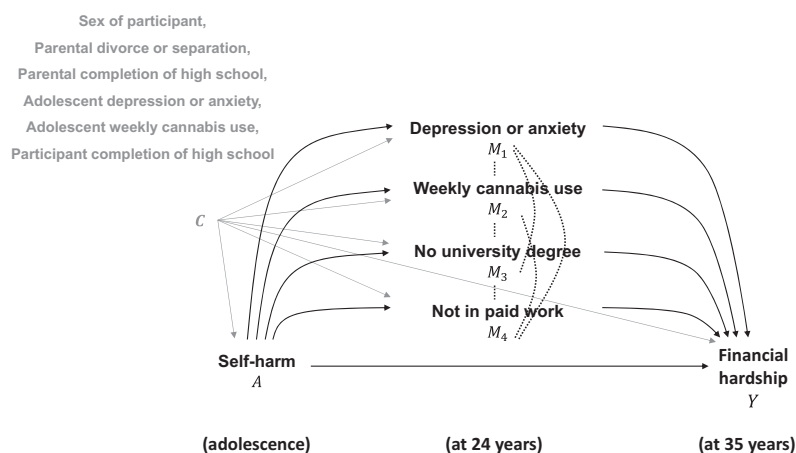 Sex of participant,
Parental divorce or separation,
Parental completion of high school,
Adolescent depression or anxiety,
Adolescent weekly cannabis use,
Participant completion of high school
Depression or anxiety
M₁
Weekly cannabis use
M₂
C
No university degree
M₃
Not in paid work
M₄
Self-harm
A
Financial
hardship
Y
(adolescence)
(at 24 years)
(at 35 years)